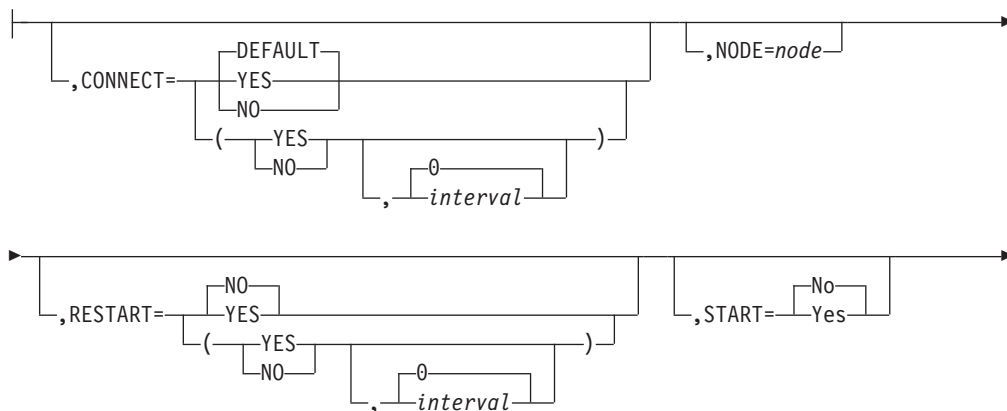 DEFAULT
,NODE=node
,CONNECT=
YES
NO
( YES )
NO
0
, interval
NO
No
,RESTART=
YES
,START=
Yes
( YES )
NO
0
, interval